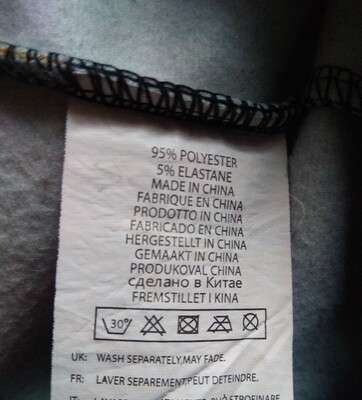 95% POLYESTER
5% ELASTANE
MADE IN CHINA
FABRIQUE EN CHINA
PRODOTTO IN CHINA
FABRICADO EN CHINA
HERGESTELLT IN CHINA
GEMAAKT IN CHINA
PRODUKOVAL CHINA
сделано в Китае
FREMSTILLET I KINA
30°
UK: WASH SEPARATELY,MAY FADE.
FR: LAVER SEPAREMENT,PEUT DETEINDRE.